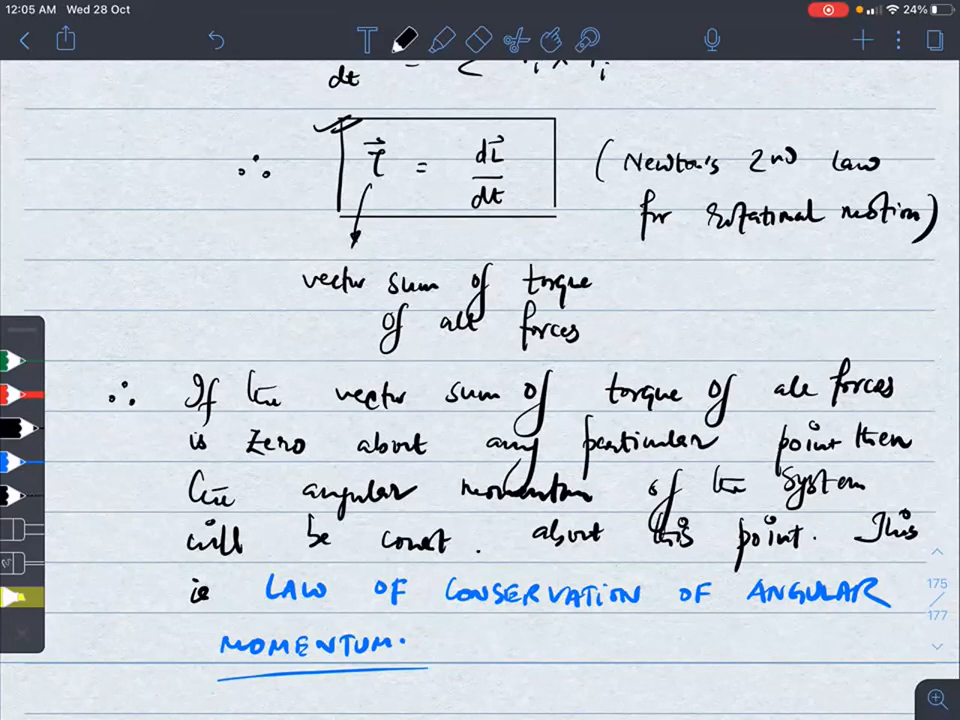 12:05 AM Wed 28 Oct
24%
T
dt = Σ
∴ τ⃗ = dL⃗/dt (Newton's 2nd law
for rotational motion)
vector sum of torque
of all forces
∴ If the vector sum of torque of all forces
is zero about any particular point then
the angular momentum of the system
will be const. about this point. This
is LAW OF CONSERVATION OF ANGULAR
MOMENTUM.
175
177